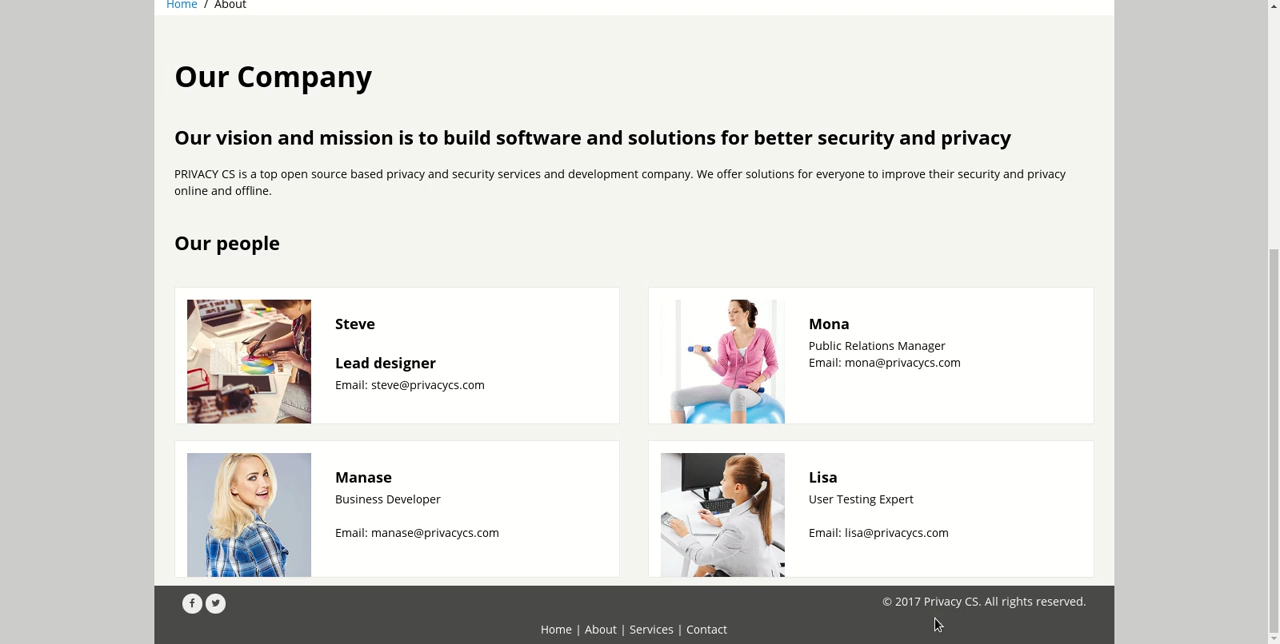 Home / About
Our Company
Our vision and mission is to build software and solutions for better security and privacy
PRIVACY CS is a top open source based privacy and security services and development company. We offer solutions for everyone to improve their security and privacy
online and offline.
Our people
Steve
Lead designer
Email: steve@privacycs.com
Mona
Public Relations Manager
Email: mona@privacycs.com
Manase
Business Developer
Email: manase@privacycs.com
Lisa
User Testing Expert
Email: lisa@privacycs.com
© 2017 Privacy CS. All rights reserved.
Home | About | Services | Contact